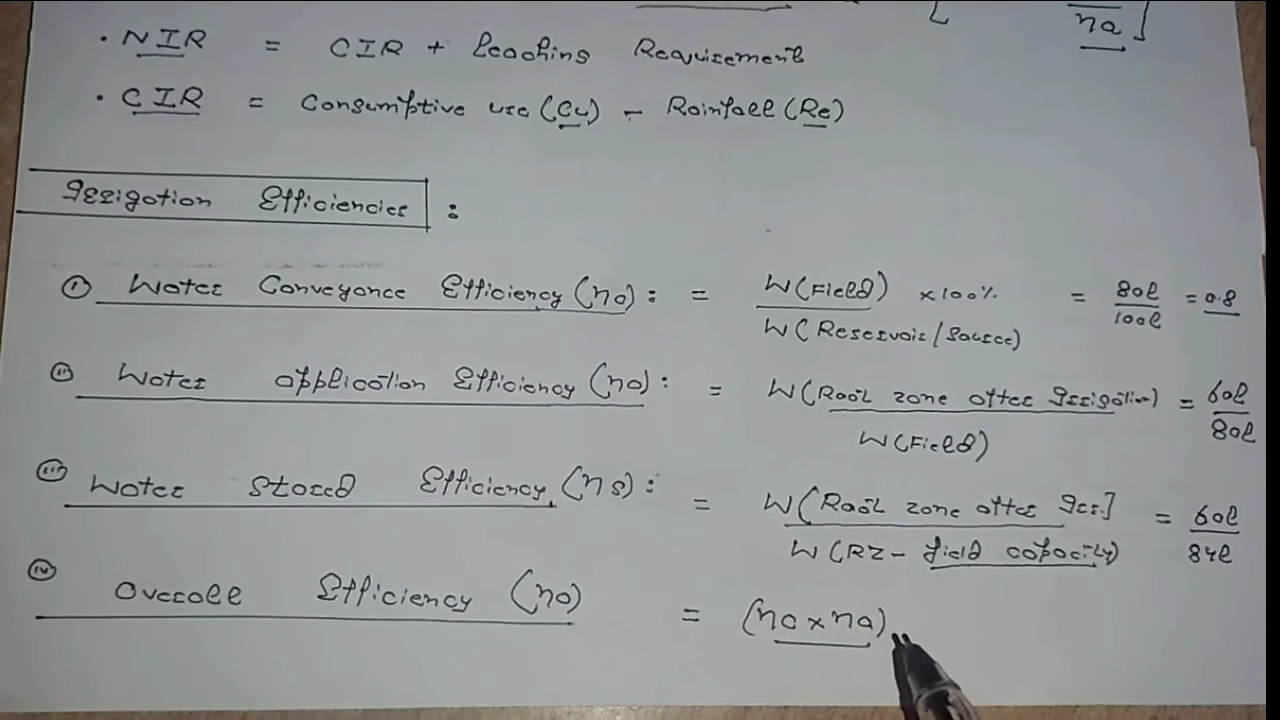 [ na ]
• NIR = CIR + Leaching Requirement
• CIR = Consumptive use (Cu) - Rainfall (Re)
Irrigation Efficiencies :
(i) Water Conveyance Efficiency (ηc) : = W(Field) / W(Reservoir/Source) ×100% = 80l / 100l = 0.8
(ii) Water application Efficiency (ηa) : = W(Root zone after Irrigation) / W(Field) = 60l / 80l
(iii) Water Stored Efficiency (ηs) : = W(Root zone after Irr.] / W(RZ - field capacity) = 60l / 84l
(iv) Overall Efficiency (ηo) = (ηc × ηa)